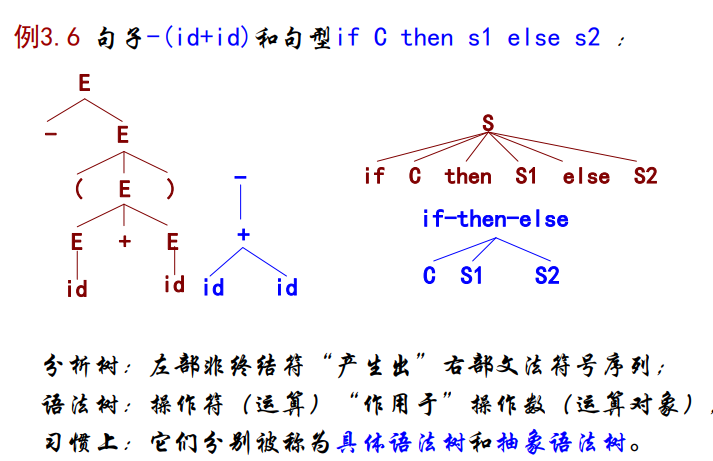 例3.6 句子-(id+id)和句型if C then s1 else s2 ：
E
- E
( E )
E + E
id id
-
+
id id
S
if C then S1 else S2
if-then-else
C S1 S2
分析树：左部非终结符“产生出”右部文法符号序列；
语法树：操作符（运算）“作用于”操作数（运算对象），
习惯上：它们分别被称为具体语法树和抽象语法树。